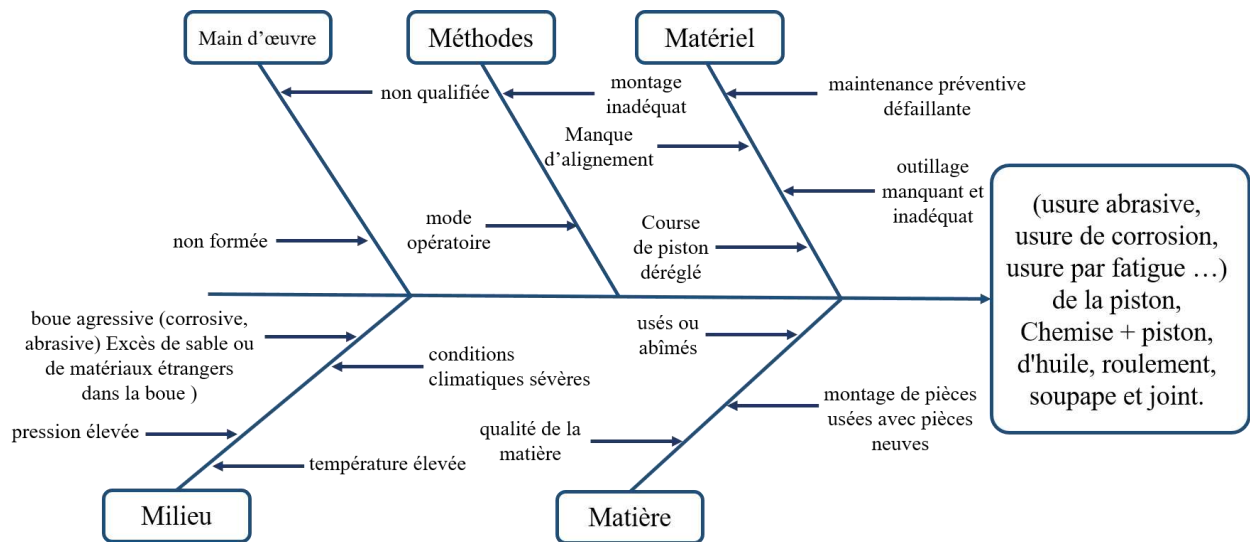 Main d'œuvre
Méthodes
Matériel
non qualifiée
montage
inadéquat
maintenance préventive
défaillante
Manque
d'alignement
outillage
manquant et
inadéquat
mode
opératoire
Course
de piston
déréglé
non formée
(usure abrasive,
usure de corrosion,
usure par fatigue …)
de la piston,
Chemise + piston,
d'huile, roulement,
soupape et joint.
boue agressive (corrosive,
abrasive) Excès de sable ou
de matériaux étrangers
dans la boue )
conditions
climatiques sévères
usés ou
abîmés
pression élevée
température élevée
qualité de la
matière
montage de pièces
usées avec pièces
neuves
Milieu
Matière